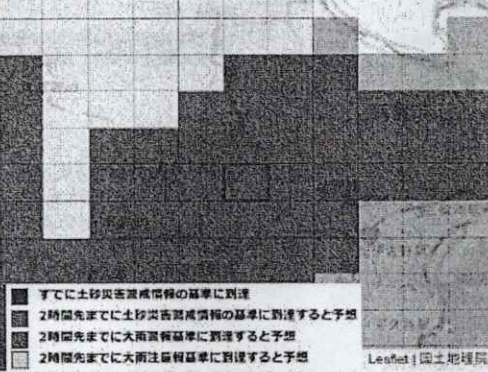 すでに土砂災害警戒情報の基準に到達
2時間先までに土砂災害警戒情報の基準に到達すると予想
2時間先までに大雨警報基準に到達すると予想
2時間先までに大雨注意報基準に到達すると予想
Leaflet | 国土地理院